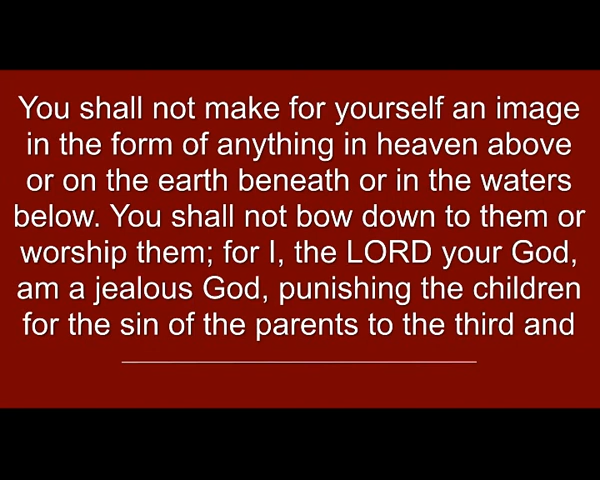 You shall not make for yourself an image
in the form of anything in heaven above
or on the earth beneath or in the waters
below. You shall not bow down to them or
worship them; for I, the LORD your God,
am a jealous God, punishing the children
for the sin of the parents to the third and